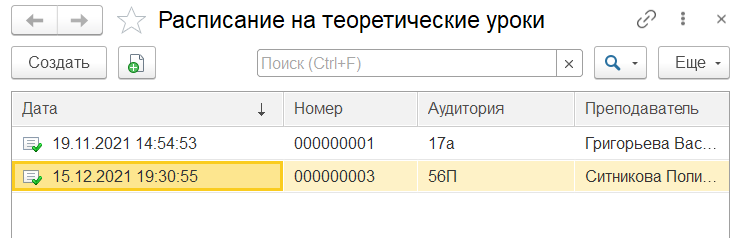 Расписание на теоретические уроки
Создать Поиск (Ctrl+F) Еще
Дата Номер Аудитория Преподаватель
19.11.2021 14:54:53 000000001 17а Григорьева Вас...
15.12.2021 19:30:55 000000003 56П Ситникова Поли...